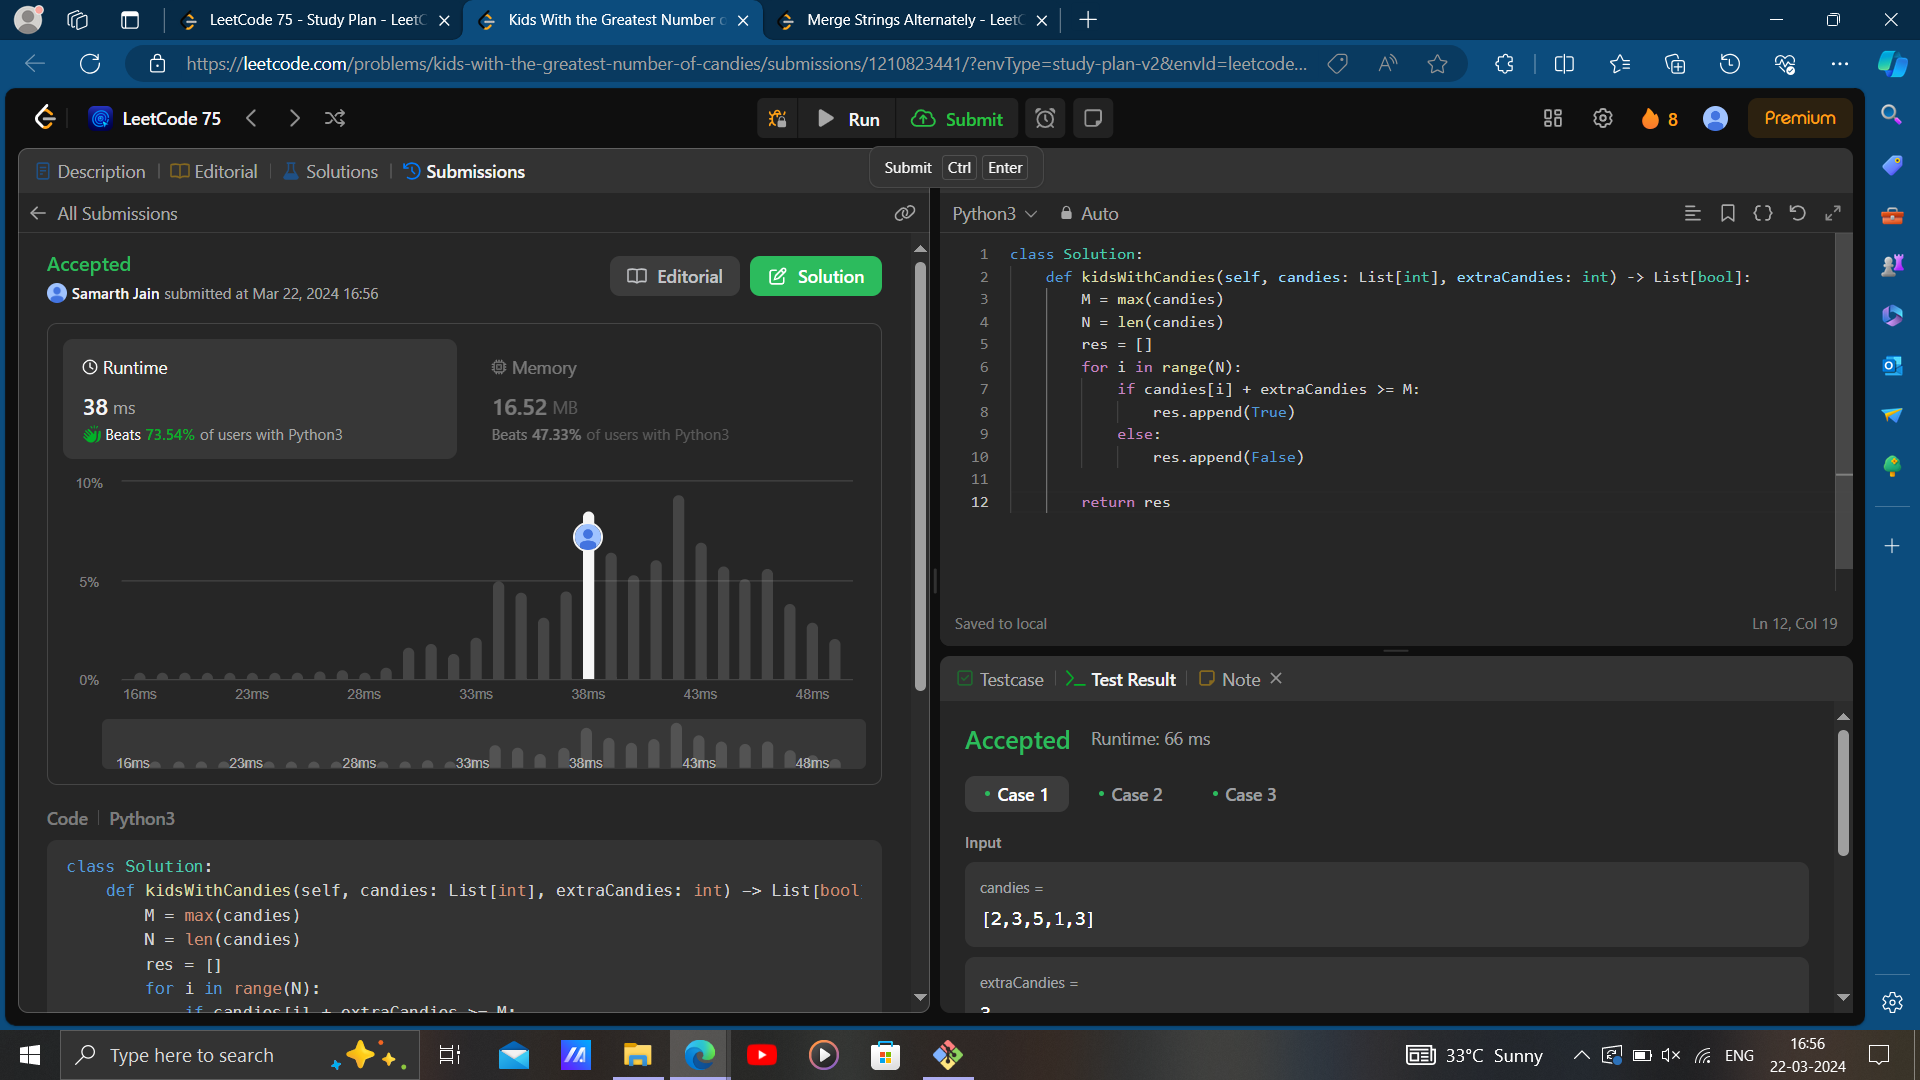 LeetCode 75 - Study Plan - LeetC
Kids With the Greatest Number o
Merge Strings Alternately - LeetC
https://leetcode.com/problems/kids-with-the-greatest-number-of-candies/submissions/1210823441/?envType=study-plan-v2&envId=leetcode...
LeetCode 75
Run
Submit
8
Premium
Description
Editorial
Solutions
Submissions
Submit Ctrl Enter
All Submissions
Accepted
Samarth Jain submitted at Mar 22, 2024 16:56
Editorial
Solution
Runtime
38 ms
Beats 73.54% of users with Python3
Memory
16.52 MB
Beats 47.33% of users with Python3
10%
5%
0%
16ms 23ms 28ms 33ms 38ms 43ms 48ms
16ms 23ms 28ms 33ms 38ms 43ms 48ms
Code Python3
class Solution:
def kidsWithCandies(self, candies: List[int], extraCandies: int) -> List[bool
M = max(candies)
N = len(candies)
res = []
for i in range(N):
if candies[i] + extraCandies >= M:
Python3
Auto
1 class Solution:
2 def kidsWithCandies(self, candies: List[int], extraCandies: int) -> List[bool]:
3 M = max(candies)
4 N = len(candies)
5 res = []
6 for i in range(N):
7 if candies[i] + extraCandies >= M:
8 res.append(True)
9 else:
10 res.append(False)
11
12 return res
Saved to local
Ln 12, Col 19
Testcase
Test Result
Note
Accepted Runtime: 66 ms
Case 1
Case 2
Case 3
Input
candies =
[2,3,5,1,3]
extraCandies =
3
Type here to search
33°C Sunny
ENG
16:56
22-03-2024